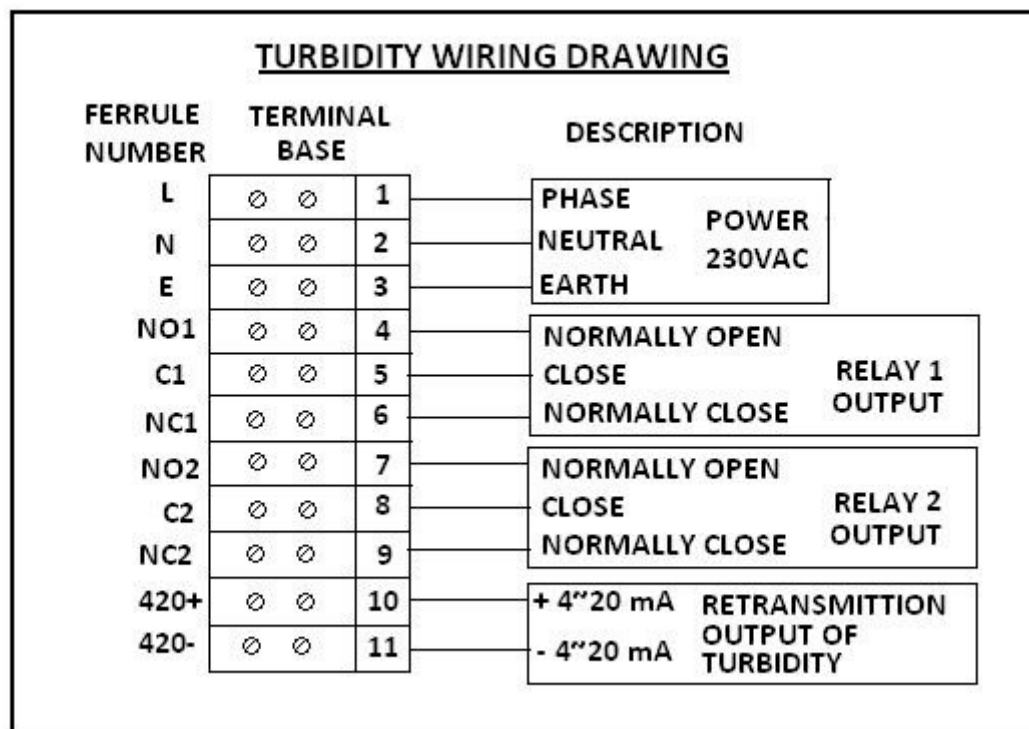 TURBIDITY WIRING DRAWING
FERRULE NUMBER
TERMINAL BASE
DESCRIPTION
L 1 PHASE
N 2 NEUTRAL
E 3 EARTH
POWER
230VAC
NO1 4 NORMALLY OPEN
C1 5 CLOSE
NC1 6 NORMALLY CLOSE
RELAY 1
OUTPUT
NO2 7 NORMALLY OPEN
C2 8 CLOSE
NC2 9 NORMALLY CLOSE
RELAY 2
OUTPUT
420+ 10 + 4~20 mA
420- 11 - 4~20 mA
RETRANSMITTION
OUTPUT OF
TURBIDITY